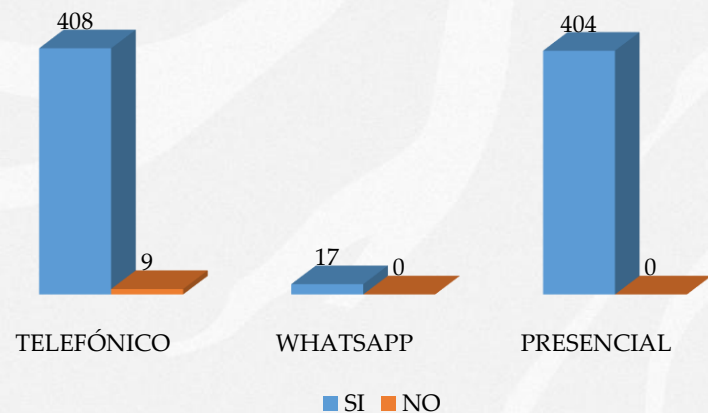 408
404
9
17
0
0
TELEFÓNICO
WHATSAPP
PRESENCIAL
SI NO